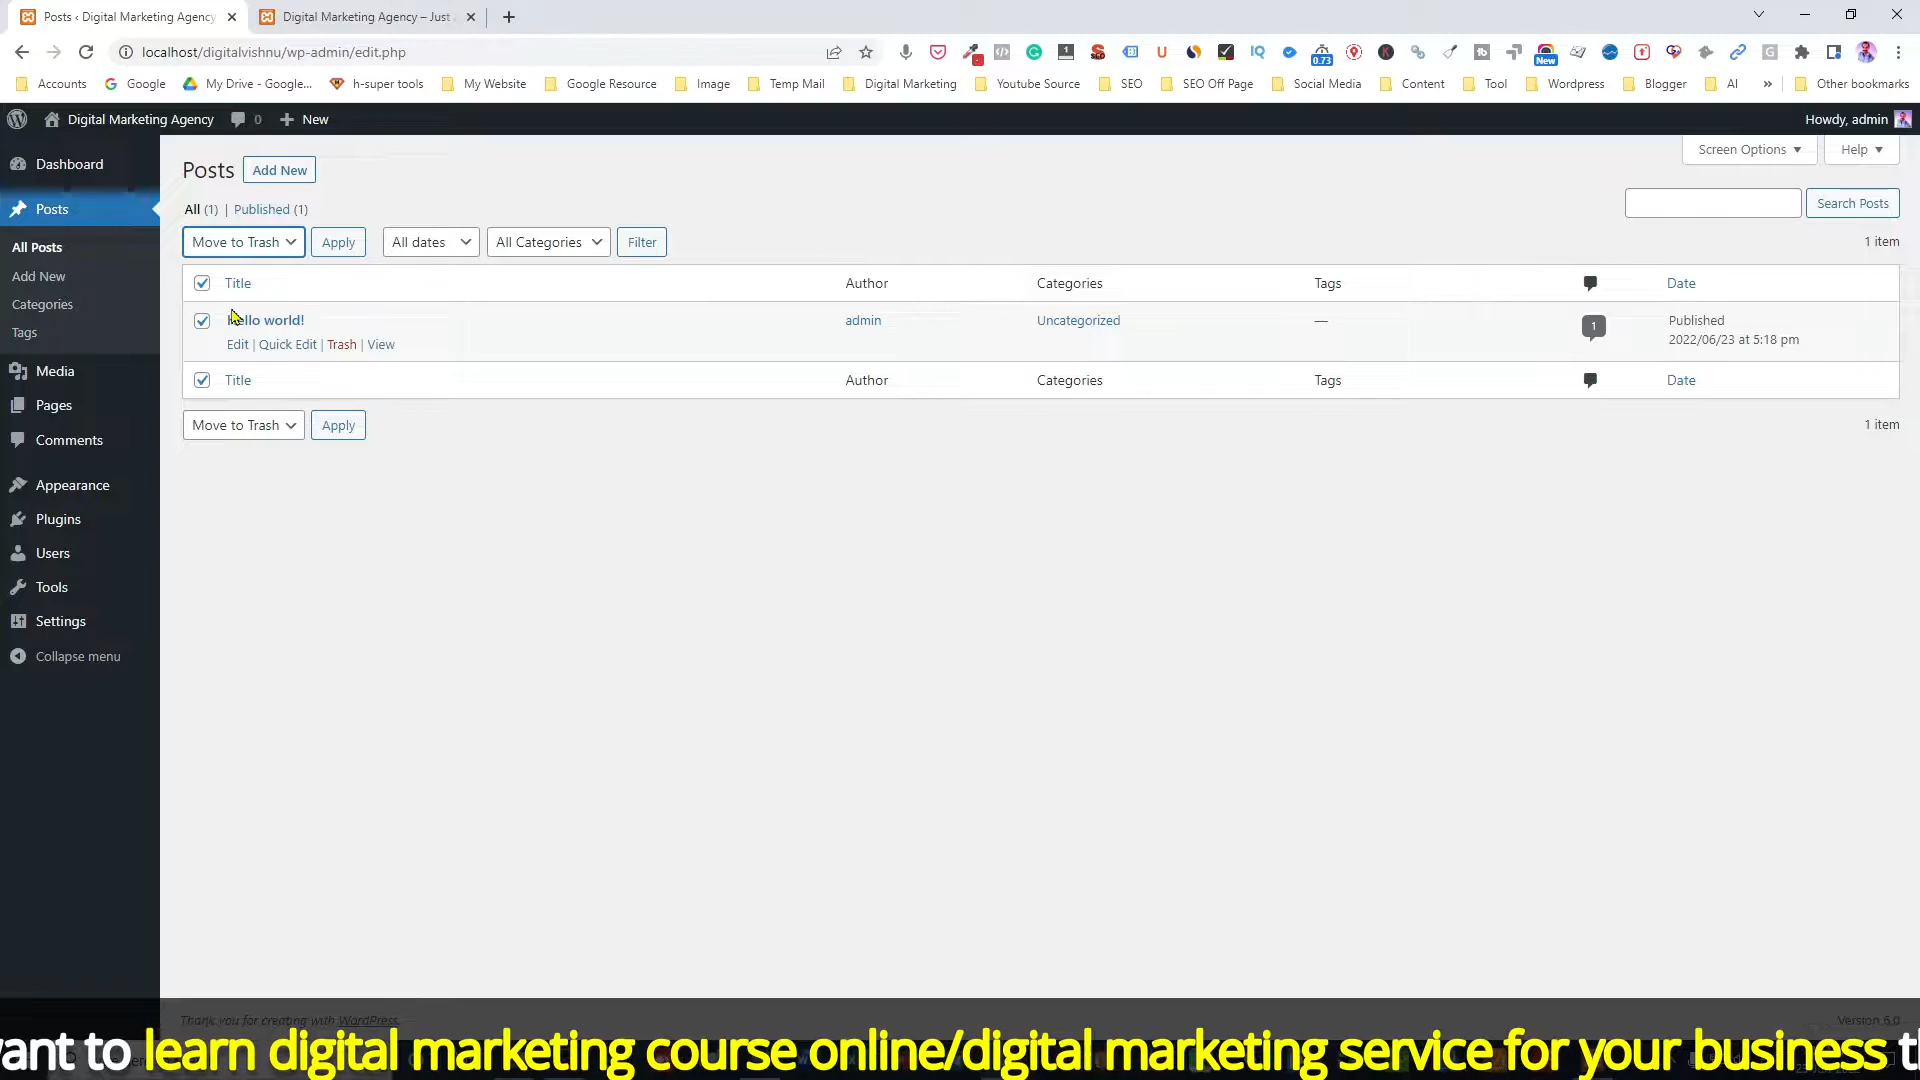 Posts ‹ Digital Marketing Agency
Digital Marketing Agency – Just
localhost/digitalvishnu/wp-admin/edit.php
0.73
New
Accounts
Google
My Drive - Google...
h-super tools
My Website
Google Resource
Image
Temp Mail
Digital Marketing
Youtube Source
SEO
SEO Off Page
Social Media
Content
Tool
Wordpress
Blogger
AI
»
Other bookmarks
Digital Marketing Agency
0
New
Howdy, admin
Dashboard
Posts
All Posts
Add New
Categories
Tags
Media
Pages
Comments
Appearance
Plugins
Users
Tools
Settings
Collapse menu
Posts
Add New
Screen Options
Help
All (1) | Published (1)
Search Posts
Move to Trash
Apply
All dates
All Categories
Filter
1 item
Title Author Categories Tags Date
Hello world! admin Uncategorized — 1 Published
Edit | Quick Edit | Trash | View 2022/06/23 at 5:18 pm
Title Author Categories Tags Date
Move to Trash
Apply
1 item
Thank you for creating with WordPress.
Version 6.0
want to learn digital marketing course online/digital marketing service for your business